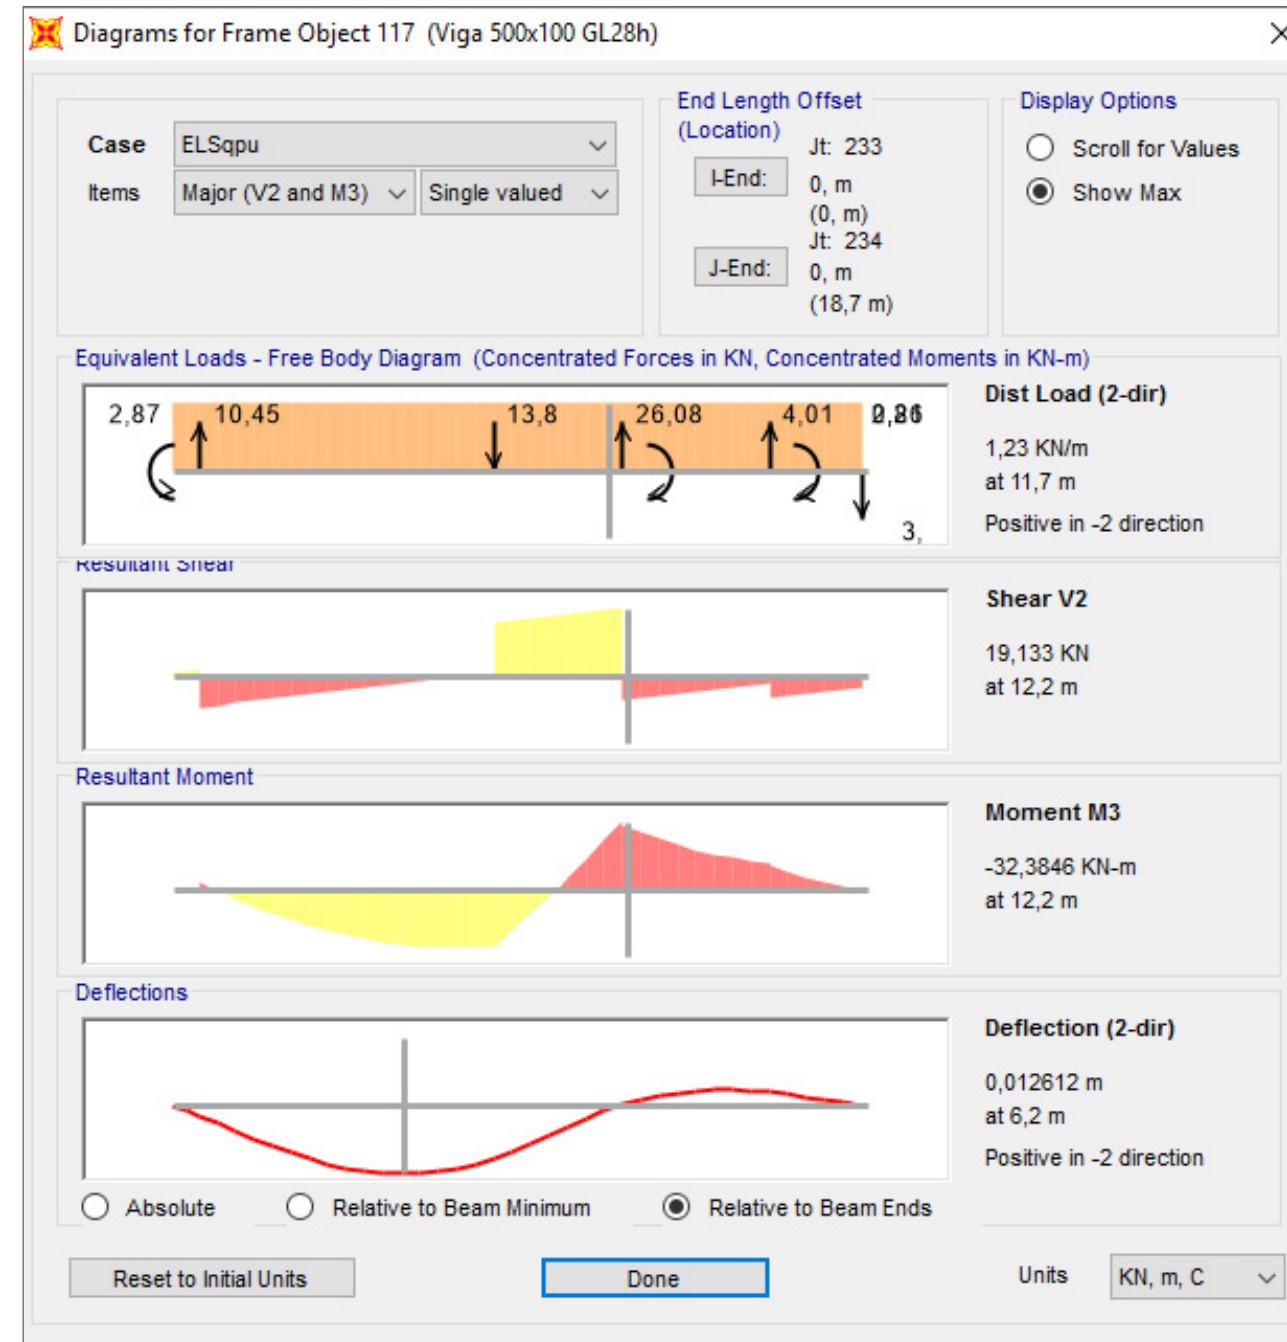 Diagrams for Frame Object 117 (Viga 500x100 GL28h)
Case ELSqpu
Items Major (V2 and M3) Single valued
End Length Offset
(Location)
I-End:
Jt: 233
0, m
(0, m)
J-End:
Jt: 234
0, m
(18,7 m)
Display Options
Scroll for Values
Show Max
Equivalent Loads - Free Body Diagram (Concentrated Forces in KN, Concentrated Moments in KN-m)
2,87 10,45 13,8 26,08 4,01
3,
Dist Load (2-dir)
1,23 KN/m
at 11,7 m
Positive in -2 direction
Resultant Shear
Shear V2
19,133 KN
at 12,2 m
Resultant Moment
Moment M3
-32,3846 KN-m
at 12,2 m
Deflections
Deflection (2-dir)
0,012612 m
at 6,2 m
Positive in -2 direction
Absolute Relative to Beam Minimum Relative to Beam Ends
Reset to Initial Units Done Units KN, m, C